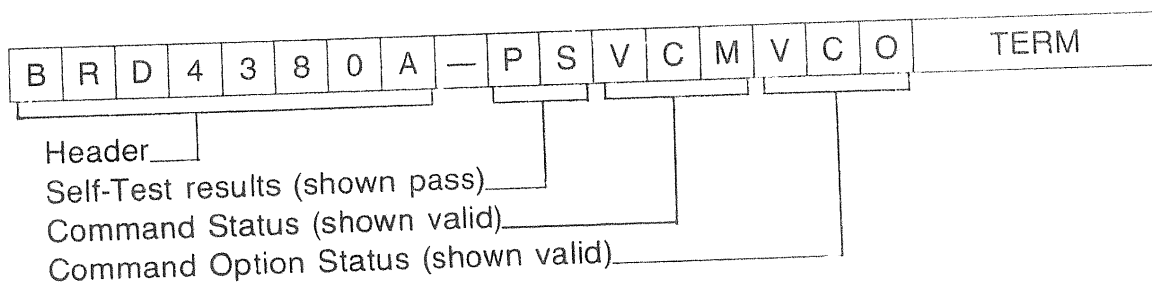 B R D 4 3 8 0 A — P S V C M V C O TERM
Header
Self-Test results (shown pass)
Command Status (shown valid)
Command Option Status (shown valid)